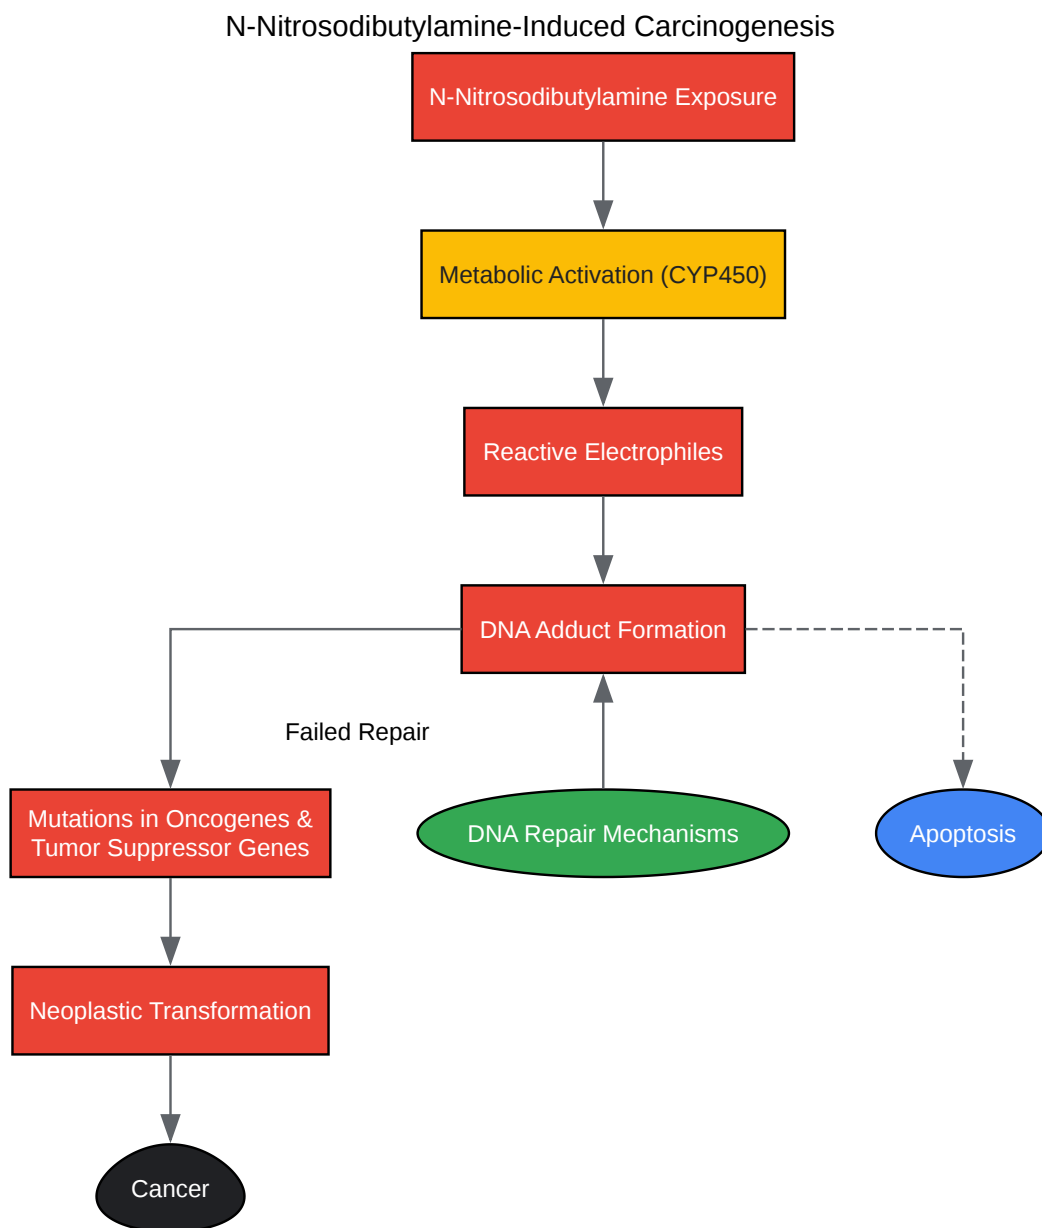 N-Nitrosodibutylamine-Induced Carcinogenesis
N-Nitrosodibutylamine Exposure
Metabolic Activation (CYP450)
Reactive Electrophiles
DNA Adduct Formation
Failed Repair
Mutations in Oncogenes &
Tumor Suppressor Genes
DNA Repair Mechanisms
Apoptosis
Neoplastic Transformation
Cancer